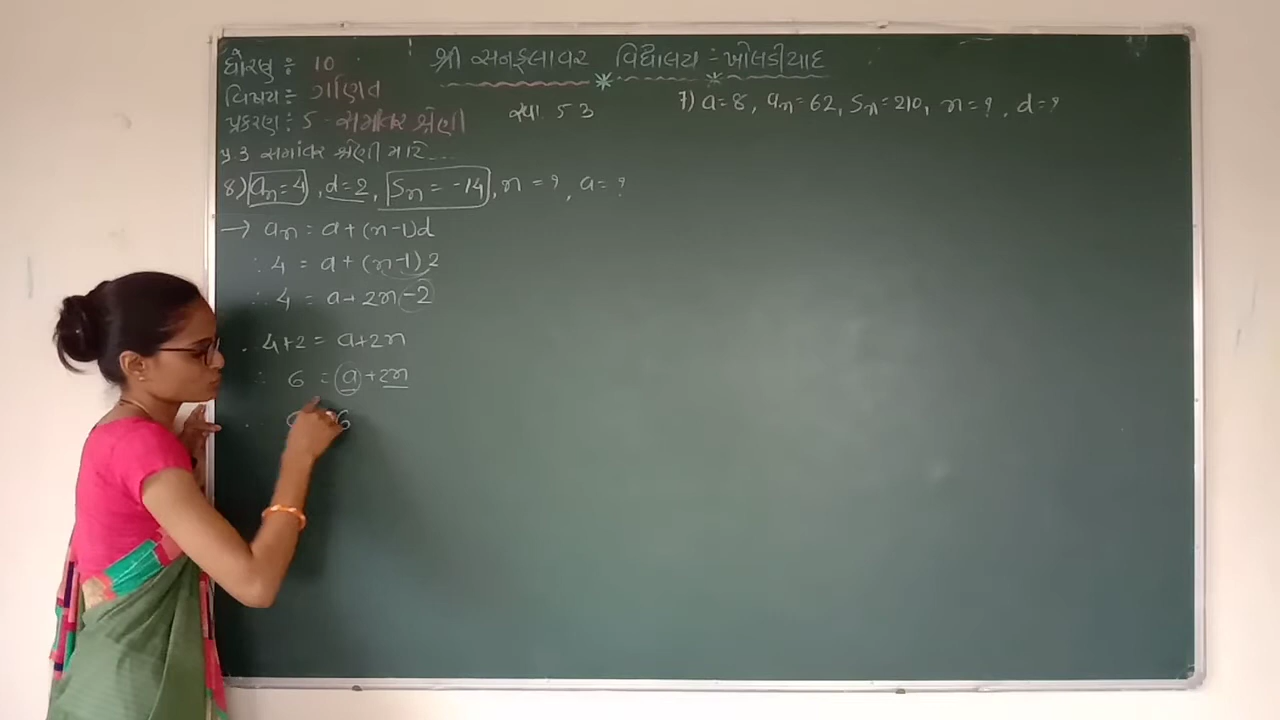 શ્રી સનફ્લાવર વિદ્યાલય - ખોલડીયાદ
ધોરણ : 10
વિષય : ગણિત
પ્રકરણ : 5 - સમાંતર શ્રેણી
સ્વા. 5.3
પ્ર.3 સમાંતર શ્રેણી માટે....
8) an = 4, d = 2, Sn = -14, n = ?, a = ?
→ an = a + (n-1)d
∴ 4 = a + (n-1)2
∴ 4 = a + 2n - 2
∴ 4+2 = a+2n
∴ 6 = a + 2n
6
7) a = 8, an = 62, Sn = 210, n = ?, d = ?